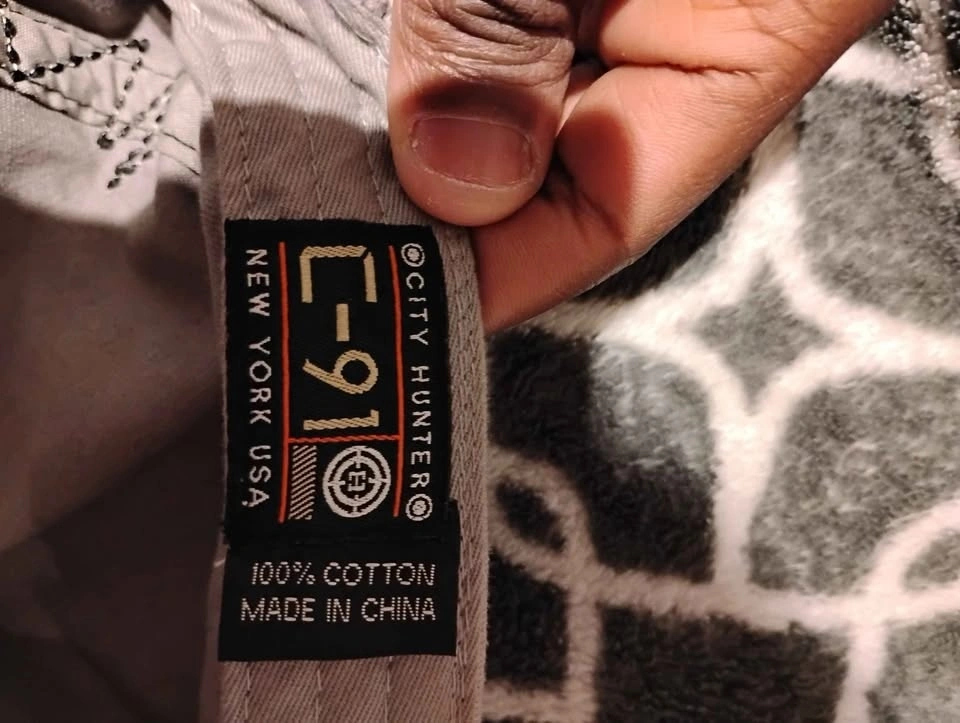 CITY HUNTER
C-91
NEW YORK USA
100% COTTON
MADE IN CHINA